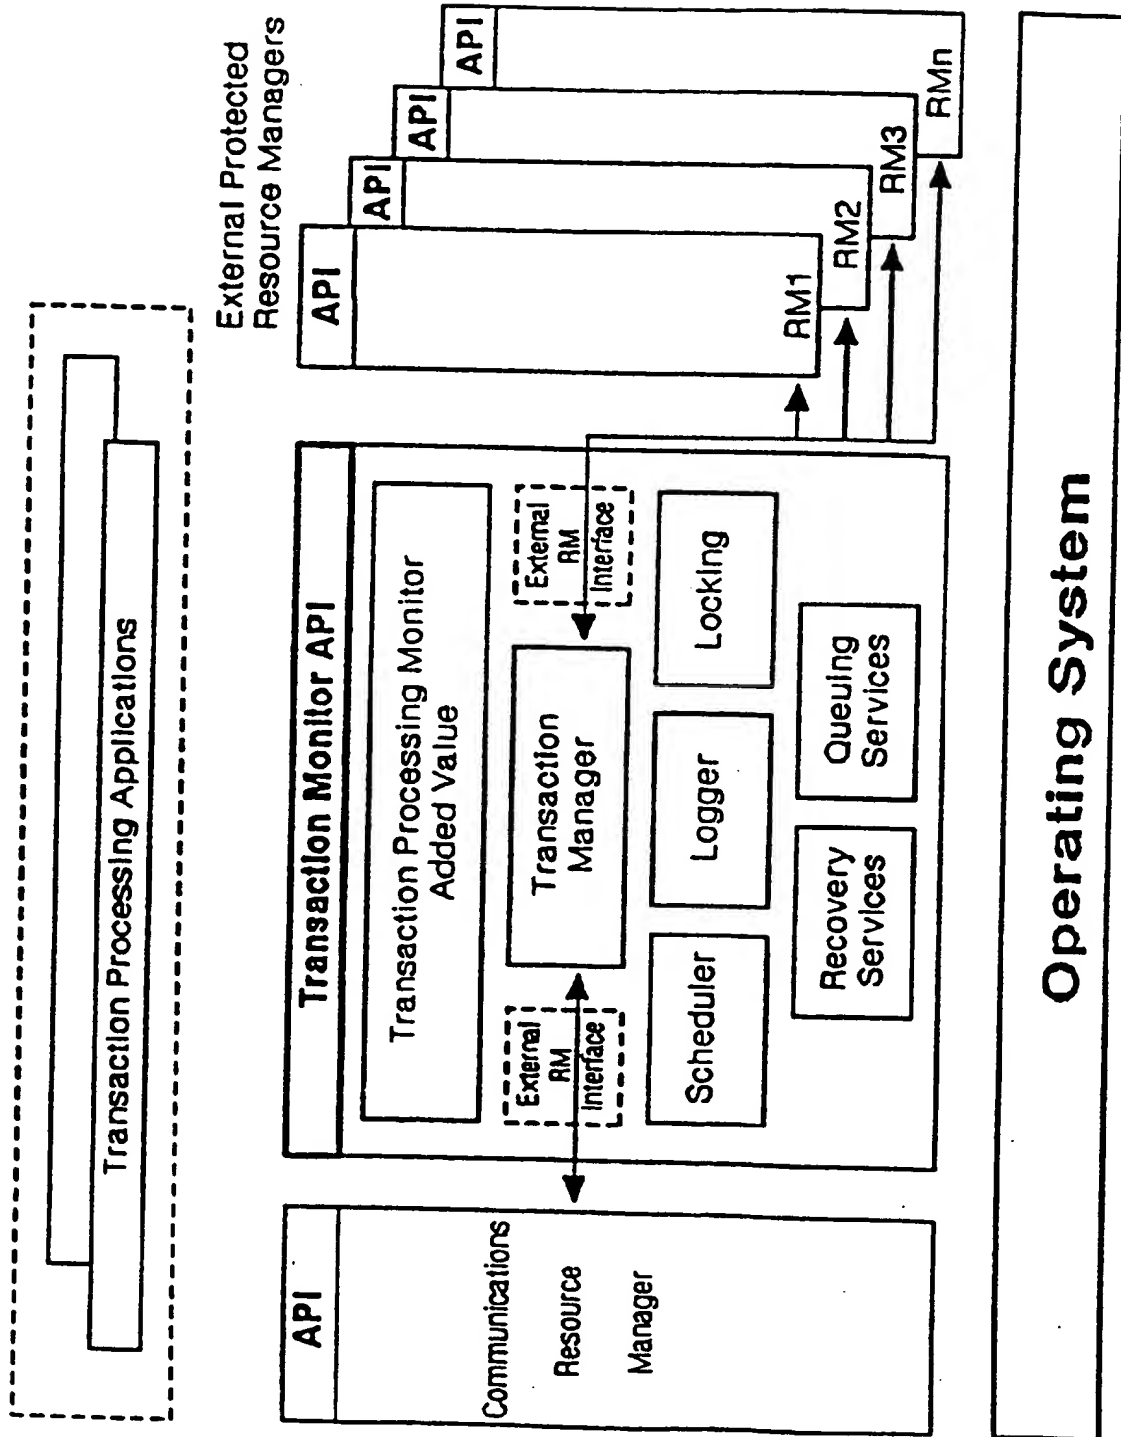 Transaction Processing Applications
External Protected
Resource Managers
API
Communications
Resource
Manager
Transaction Monitor API
Transaction Processing Monitor
Added Value
External
RM
Interface
Transaction
Manager
External
RM
Interface
Scheduler
Logger
Locking
Recovery
Services
Queuing
Services
API
API
API
API
RM1
RM2
RM3
RMn
Operating System